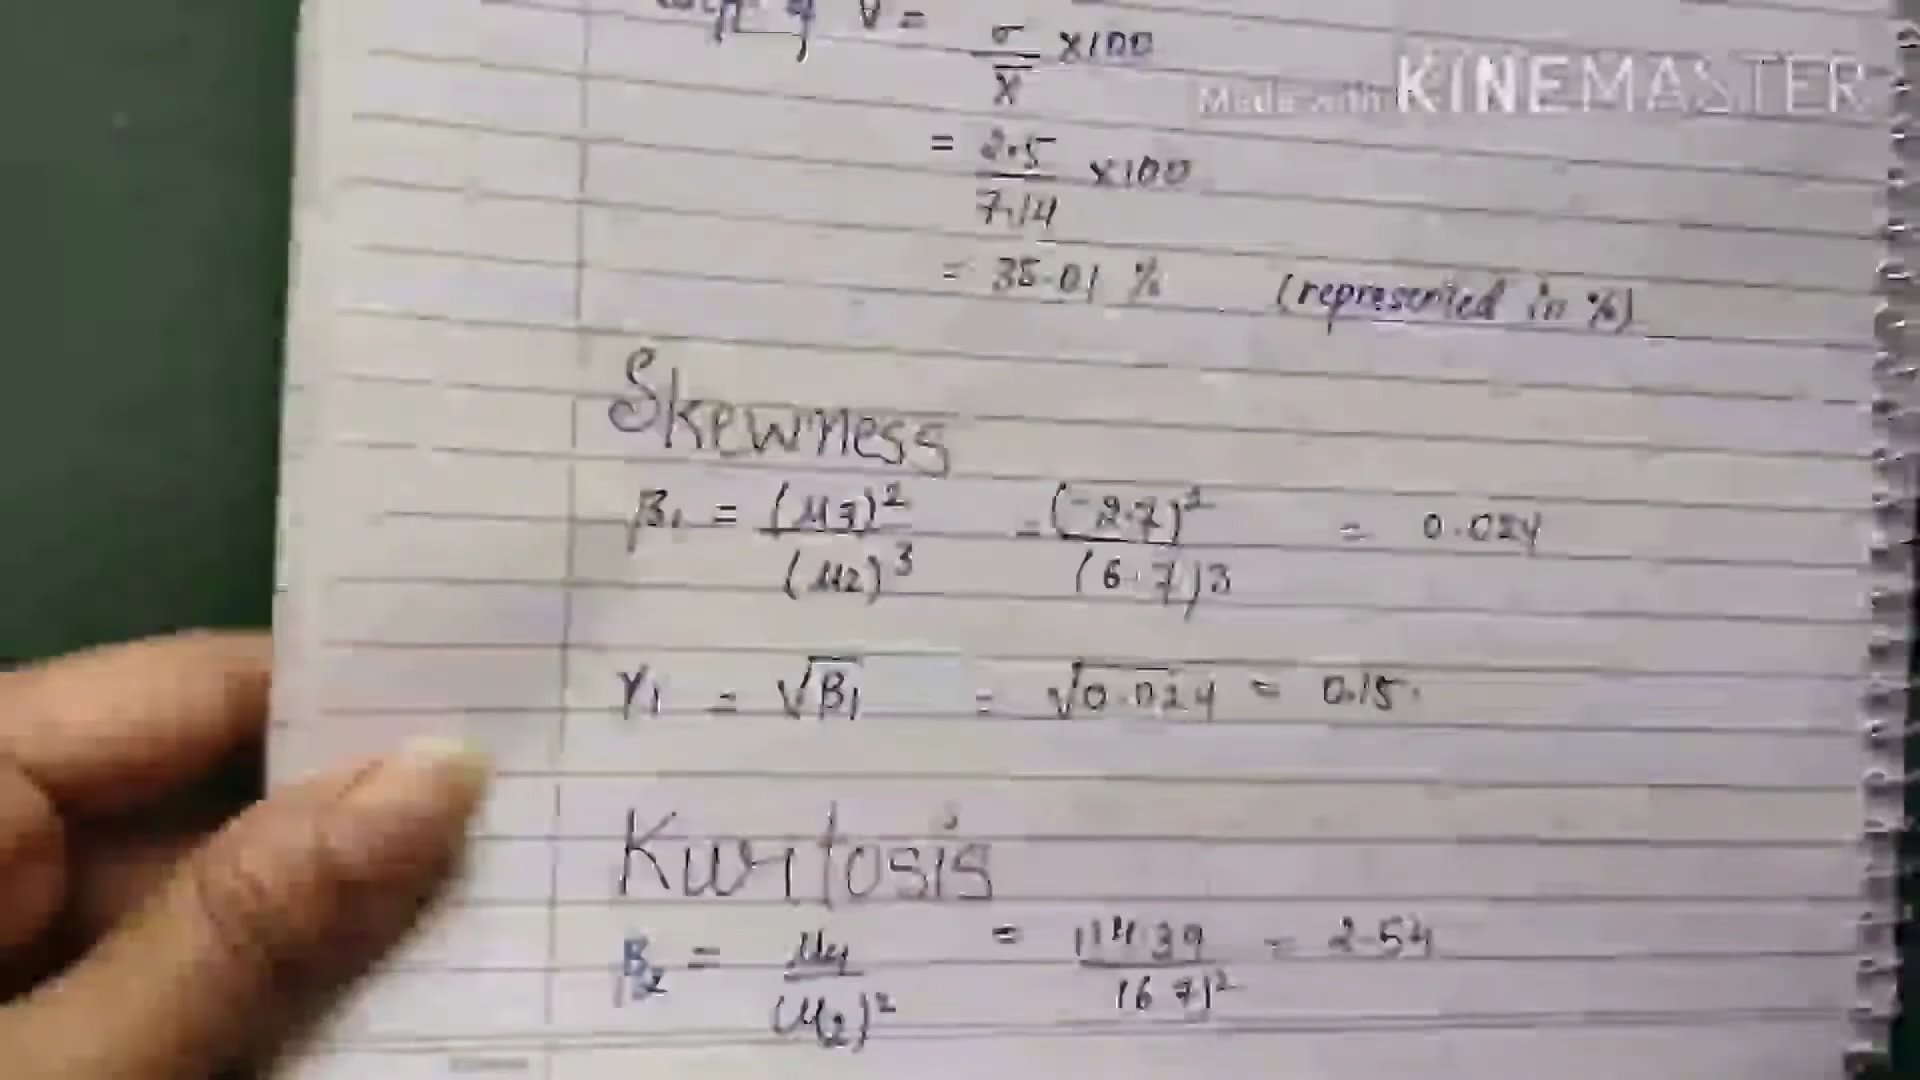 V = σ/x̄ ×100
Made with KINEMASTER
= 2.5/7.14 ×100
= 35.01 % (represented in %)
Skewness
β₁ = (μ3)²/(μ2)³ = (-2.7)²/(6.7)3 = 0.024
γ1 = √β1 = √0.024 = 0.15.
Kurtosis
β₂ = μ4/(μ2)² = 114.39/(6.7)² = 2.54